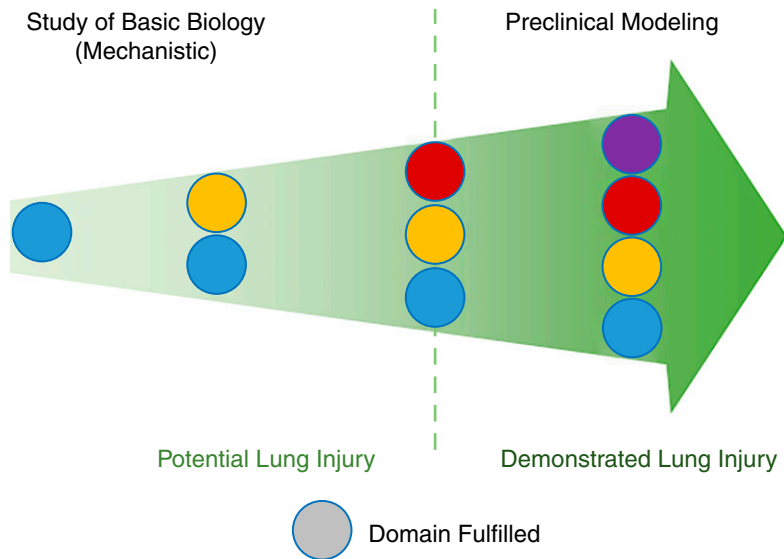 Study of Basic Biology
(Mechanistic)
Preclinical Modeling
Potential Lung Injury
Demonstrated Lung Injury
Domain Fulfilled